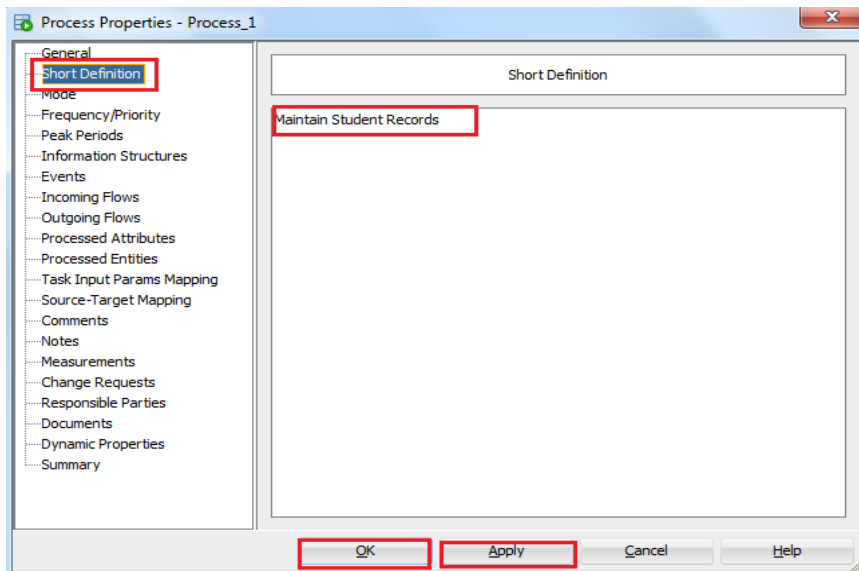 Process Properties - Process_1
General
Short Definition
Mode
Frequency/Priority
Peak Periods
Information Structures
Events
Incoming Flows
Outgoing Flows
Processed Attributes
Processed Entities
Task Input Params Mapping
Source-Target Mapping
Comments
Notes
Measurements
Change Requests
Responsible Parties
Documents
Dynamic Properties
Summary
Short Definition
Maintain Student Records
OK Apply Cancel Help